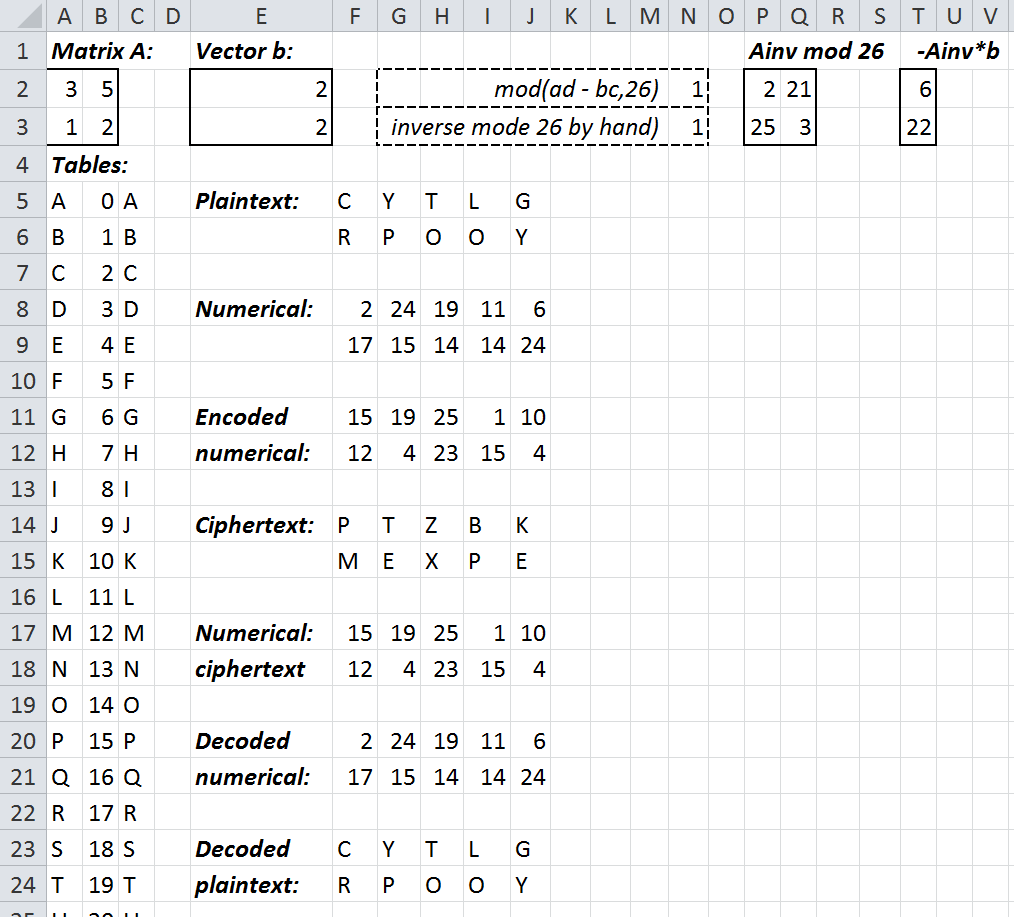 A B C D E F G H I J K L M N O P Q R S T U V
1 Matrix A: Vector b: Ainv mod 26 -Ainv*b
2 3 5 2 mod(ad - bc,26) 1 2 21 6
3 1 2 2 inverse mode 26 by hand) 1 25 3 22
4 Tables:
5 A 0 A Plaintext: C Y T L G
6 B 1 B R P O O Y
7 C 2 C
8 D 3 D Numerical: 2 24 19 11 6
9 E 4 E 17 15 14 14 24
10 F 5 F
11 G 6 G Encoded 15 19 25 1 10
12 H 7 H numerical: 12 4 23 15 4
13 I 8 I
14 J 9 J Ciphertext: P T Z B K
15 K 10 K M E X P E
16 L 11 L
17 M 12 M Numerical: 15 19 25 1 10
18 N 13 N ciphertext 12 4 23 15 4
19 O 14 O
20 P 15 P Decoded 2 24 19 11 6
21 Q 16 Q numerical: 17 15 14 14 24
22 R 17 R
23 S 18 S Decoded C Y T L G
24 T 19 T plaintext: R P O O Y